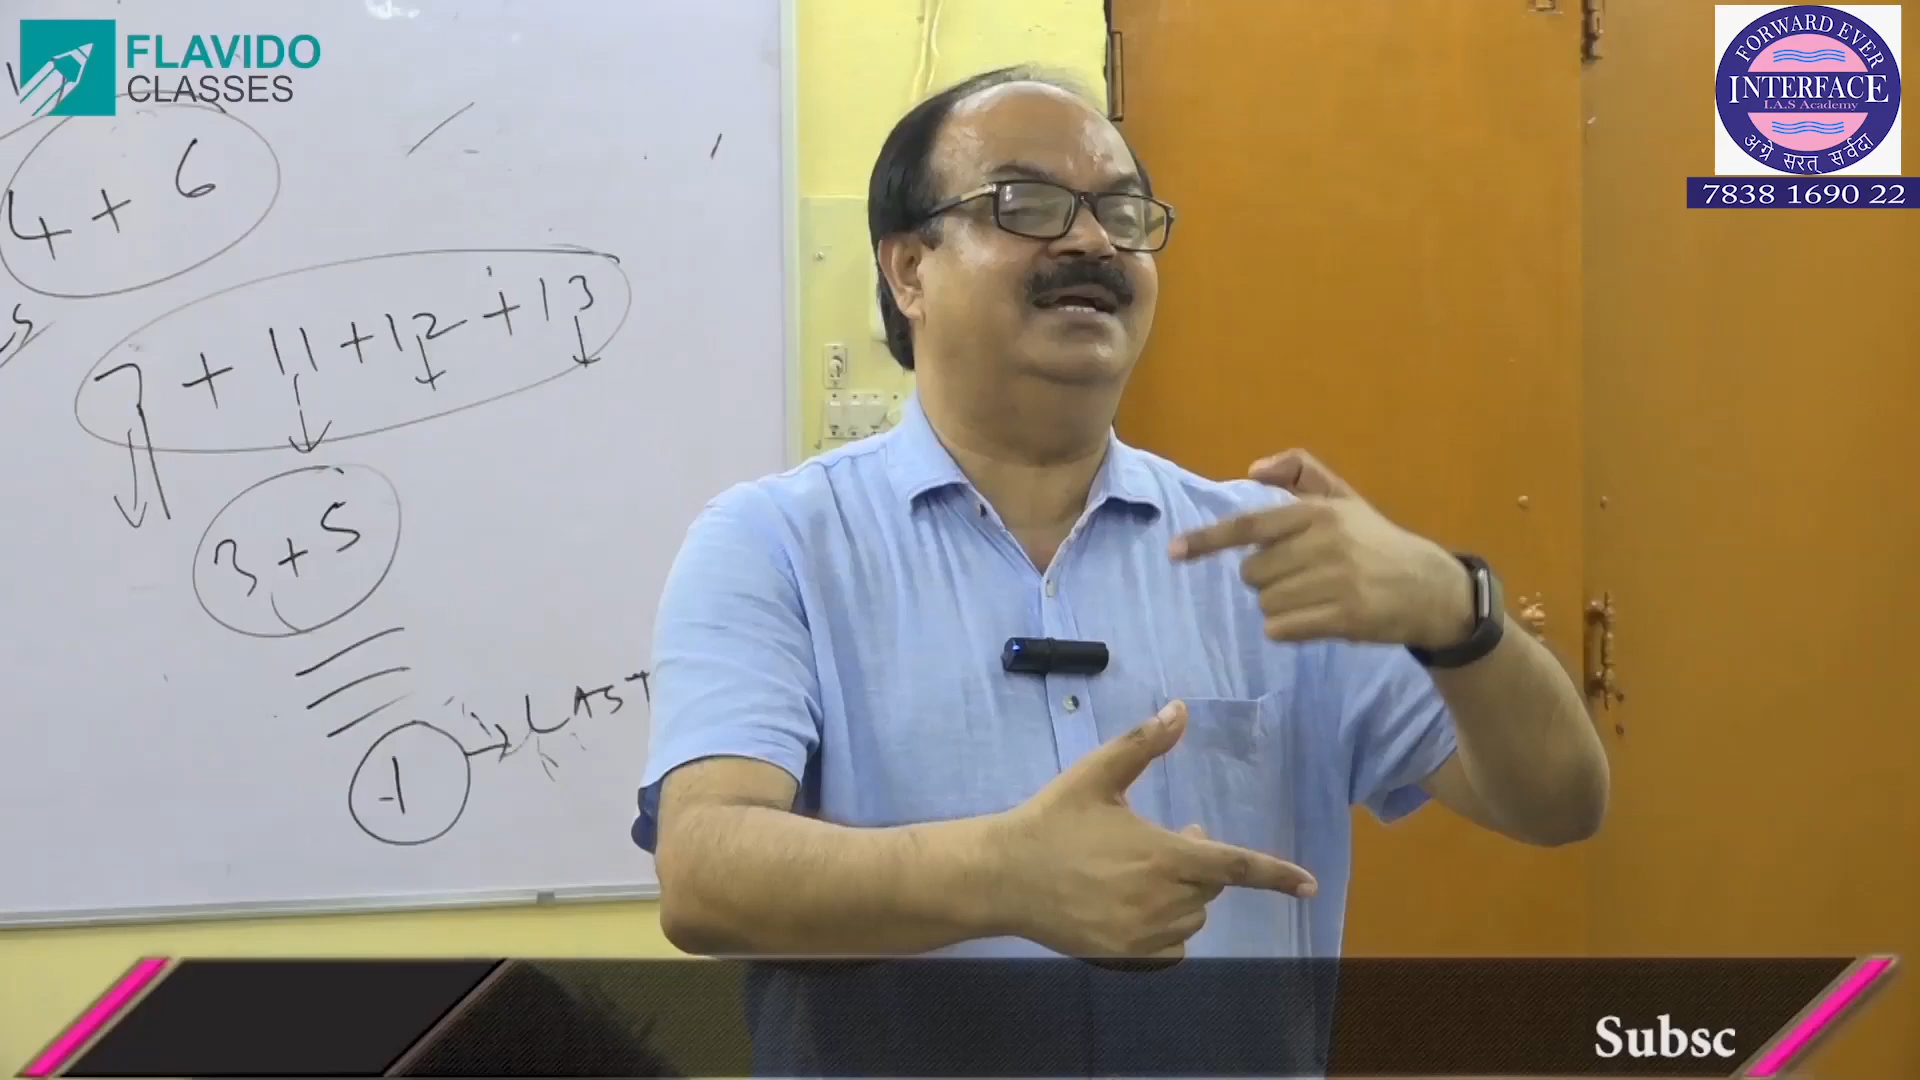 FLAVIDO
CLASSES
FORWARD EVER
INTERFACE
I.A.S Academy
अग्रे सरत् सर्वदा
7838 1690 22
4 + 6
7 + 11 + 12 + 13
3 + 5
1 → LAST
Subsc